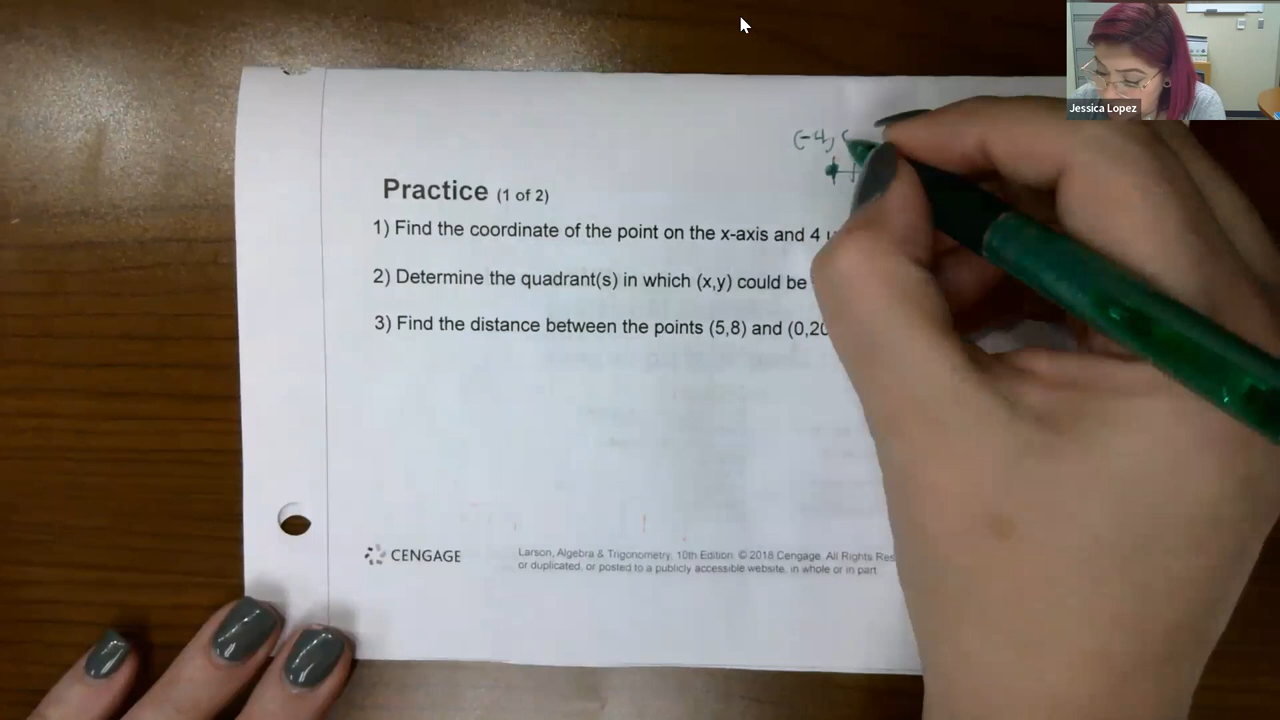 Jessica Lopez
(-4,
Practice (1 of 2)
1) Find the coordinate of the point on the x-axis and 4
2) Determine the quadrant(s) in which (x,y) could be
3) Find the distance between the points (5,8) and (0,20
CENGAGE
Larson, Algebra & Trigonometry, 10th Edition. © 2018 Cengage. All Rights Res
or duplicated, or posted to a publicly accessible website, in whole or in part.